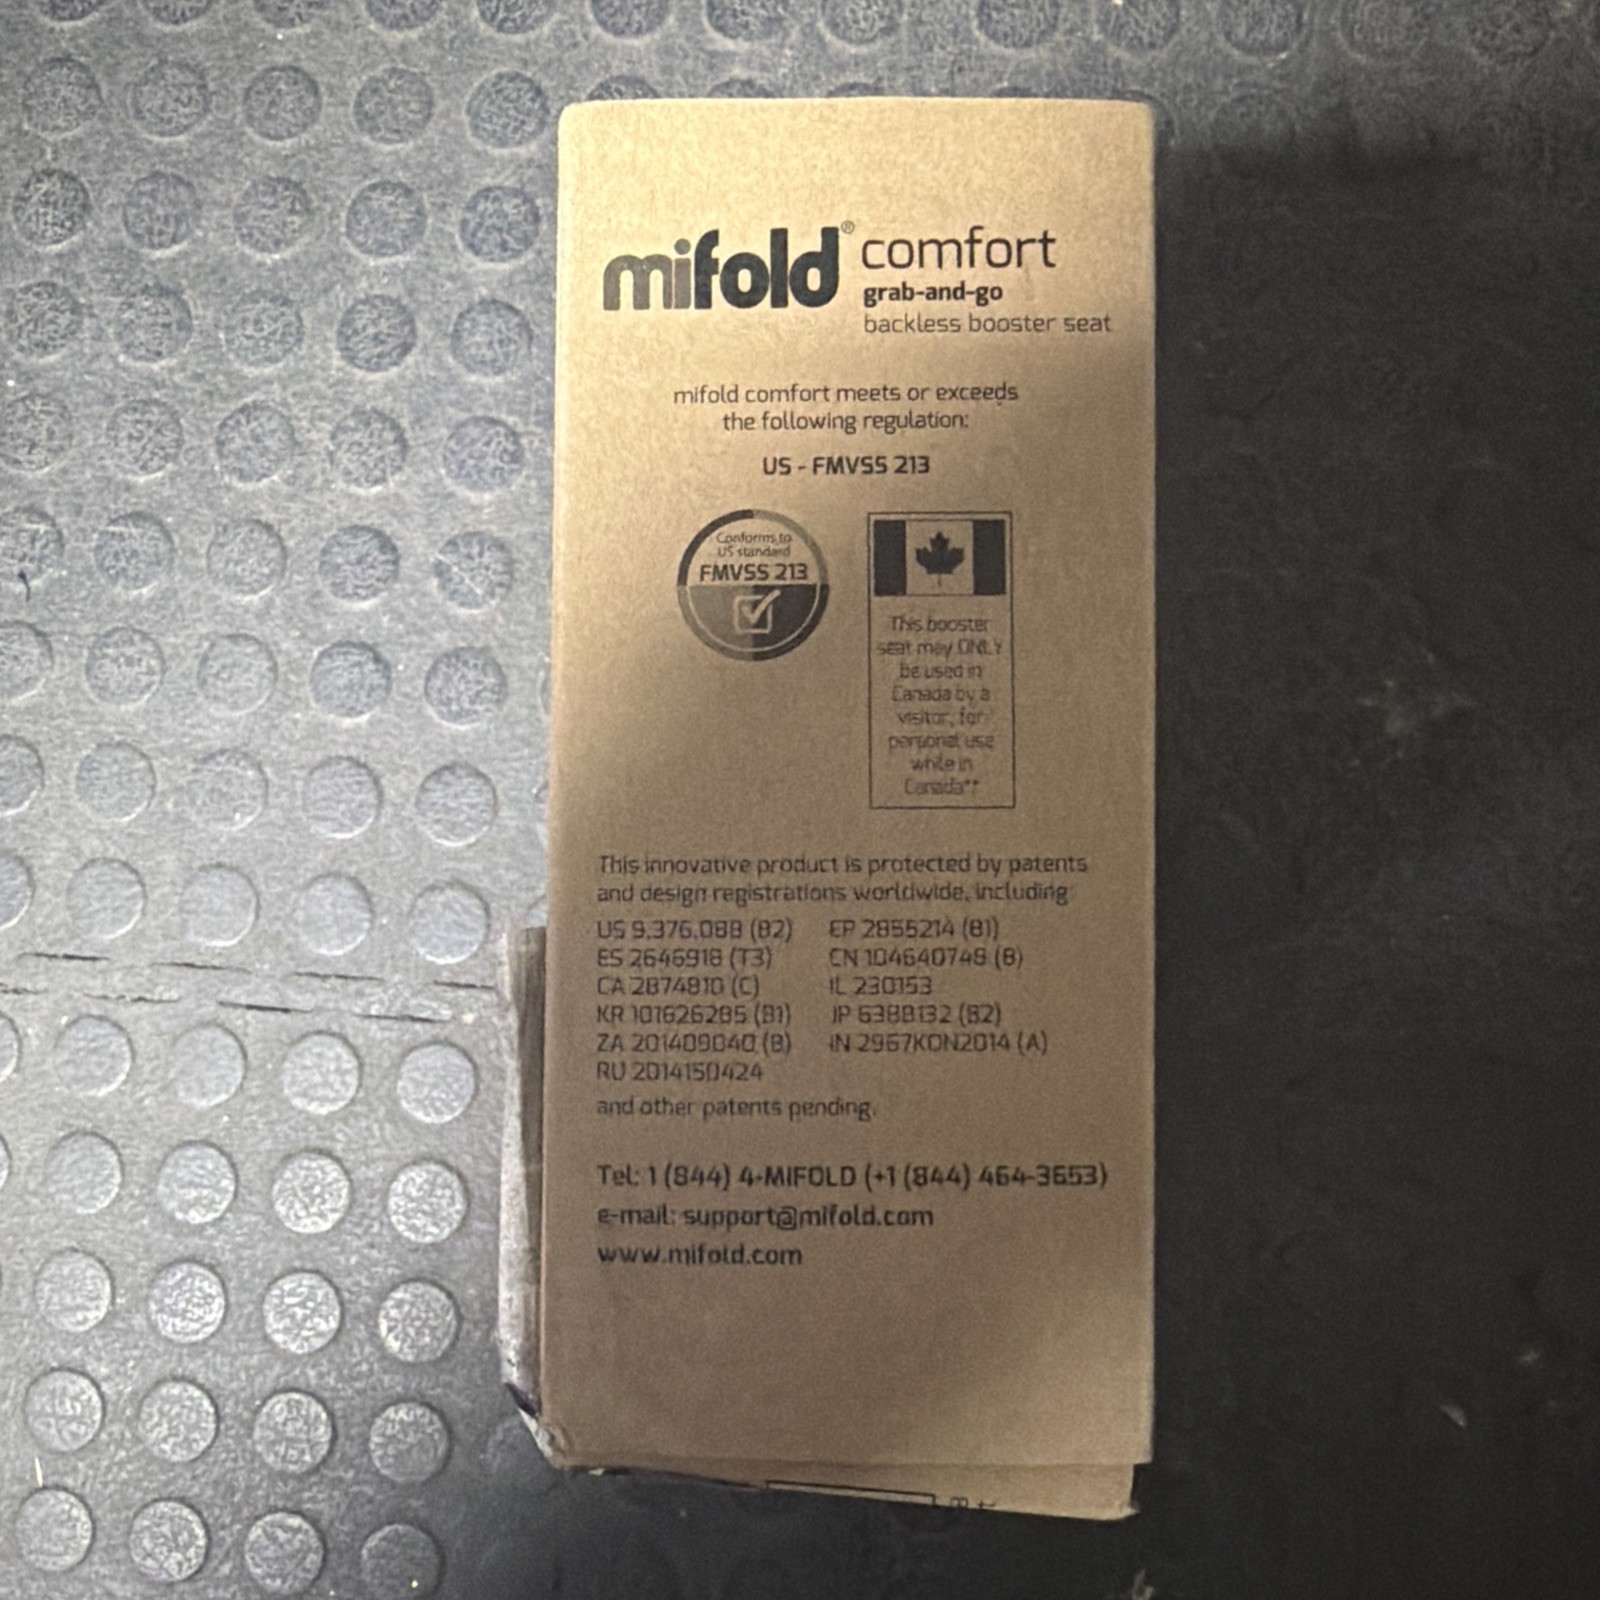 mifold® comfort
grab-and-go
backless booster seat
mifold comfort meets or exceeds
the following regulation:
US - FMVSS 213
Conforms to
US standard
FMVSS 213
This booster
seat may ONLY
be used in
Canada by a
visitor, for
personal use
while in
Canada**
This innovative product is protected by patents
and design registrations worldwide, including:
US 9,376,088 (B2) EP 2855214 (B1)
ES 2646918 (T3) CN 104640748 (B)
CA 2874810 (C) IL 230153
KR 101626285 (B1) JP 6388132 (B2)
ZA 201409040 (B) IN 2967KON2014 (A)
RU 2014150424
and other patents pending.
Tel: 1 (844) 4-MIFOLD (+1 (844) 464-3653)
e-mail: support@mifold.com
www.mifold.com